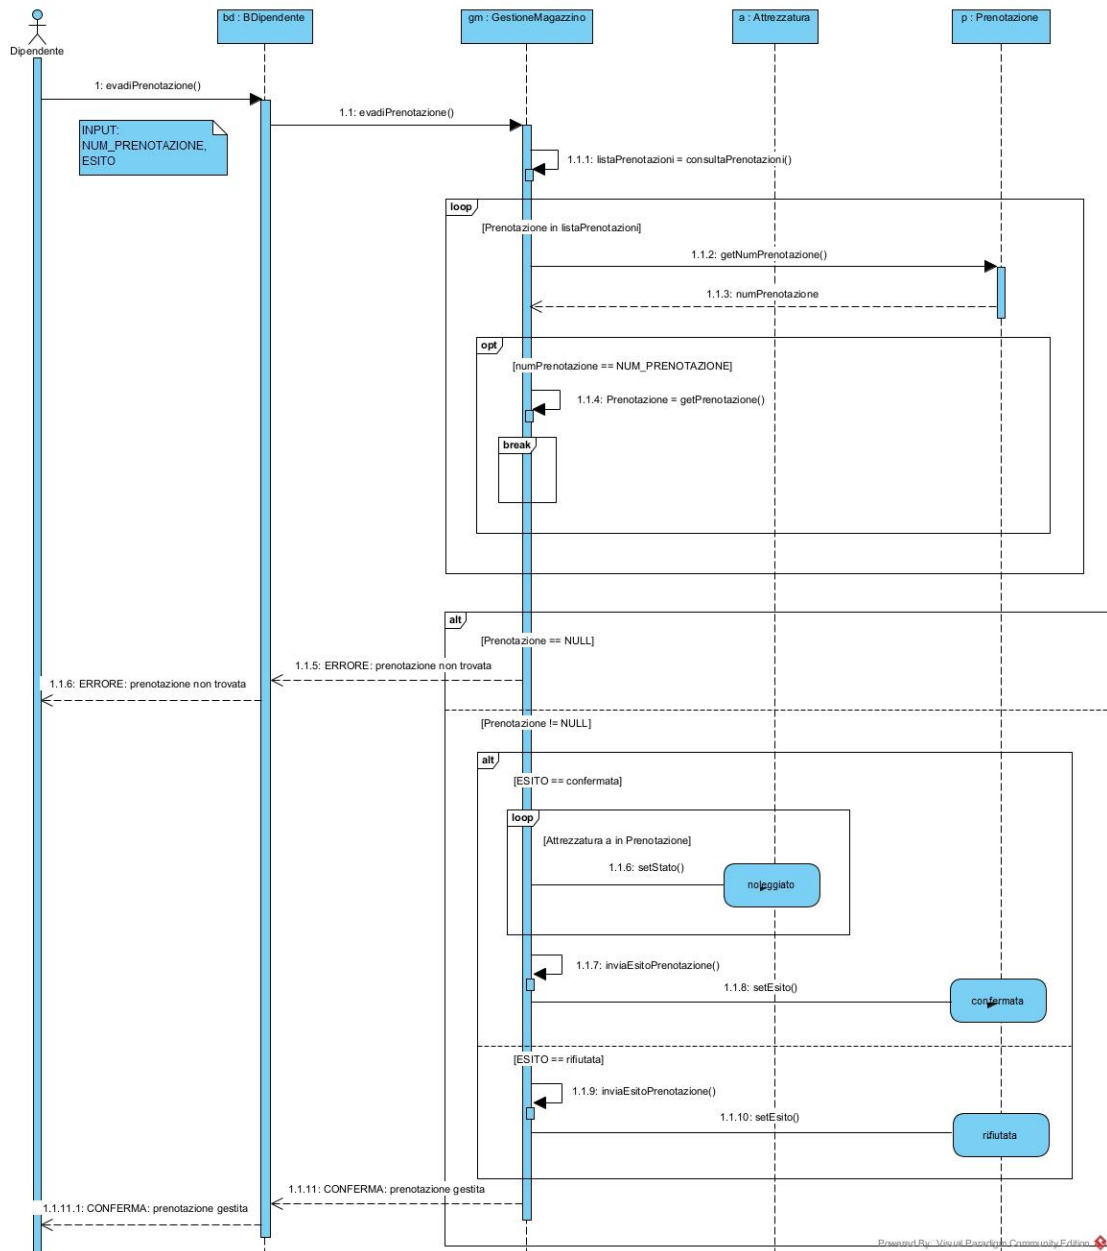 bd : BDipendente
gm : GestioneMagazzino
a : Attrezzatura
p : Prenotazione
Dipendente
1: evadiPrenotazione()
1.1: evadiPrenotazione()
INPUT:
NUM_PRENOTAZIONE,
ESITO
1.1.1: listaPrenotazioni = consultaPrenotazioni()
loop
[Prenotazione in listaPrenotazioni]
1.1.2: getNumPrenotazione()
1.1.3: numPrenotazione
opt
[numPrenotazione == NUM_PRENOTAZIONE]
1.1.4: Prenotazione = getPrenotazione()
break
alt
[Prenotazione == NULL]
1.1.5: ERRORE: prenotazione non trovata
1.1.6: ERRORE: prenotazione non trovata
[Prenotazione != NULL]
alt
[ESITO == confermata]
loop
[Attrezzatura a in Prenotazione]
1.1.6: setStato()
noleggiato
1.1.7: inviaEsitoPrenotazione()
1.1.8: setEsito()
confermata
[ESITO == rifiutata]
1.1.9: inviaEsitoPrenotazione()
1.1.10: setEsito()
rifiutata
1.1.11: CONFERMA: prenotazione gestita
1.1.11.1: CONFERMA: prenotazione gestita
Powered By Visual Paradigm Community Edition